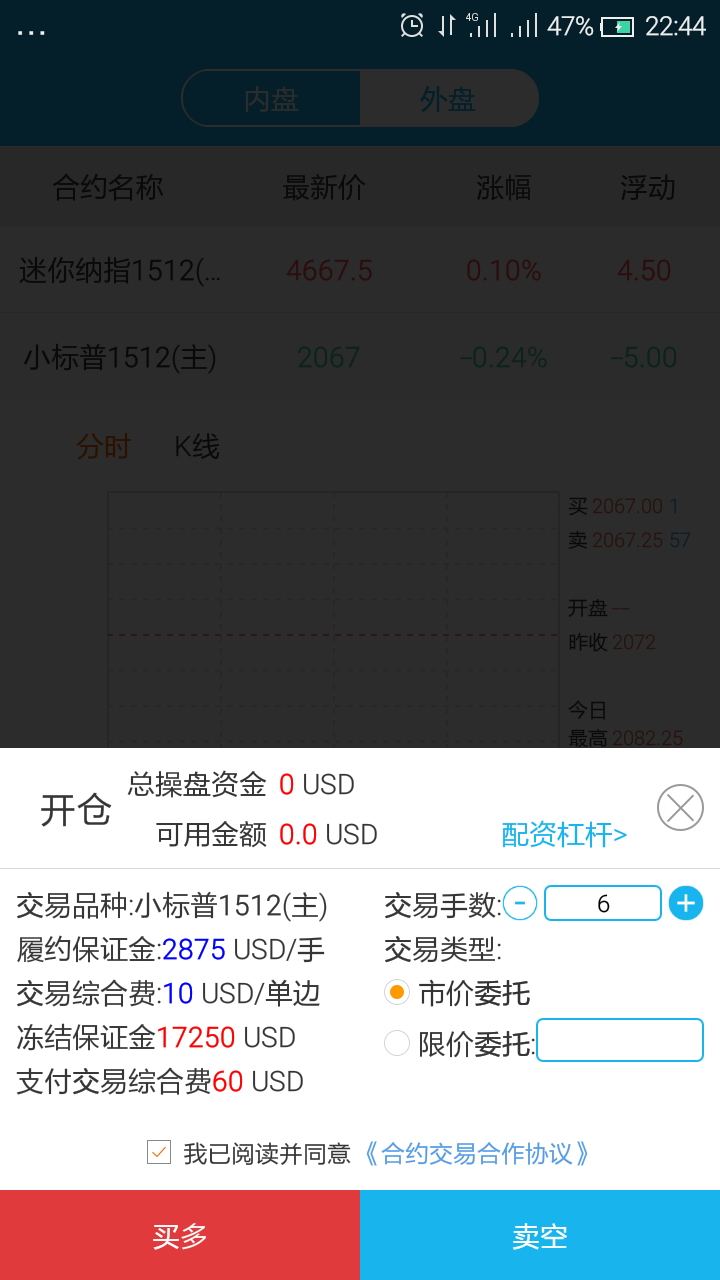 ... 4G 47% 22:44
内盘 外盘
合约名称 最新价 涨幅 浮动
迷你纳指1512(... 4667.5 0.10% 4.50
小标普1512(主) 2067 -0.24% -5.00
分时 K线
买 2067.00 1
卖 2067.25 57
开盘 --
昨收 2072
今日
最高 2082.25
开仓
总操盘资金 0 USD
可用金额 0.0 USD
配资杠杆>
交易品种:小标普1512(主)
履约保证金:2875 USD/手
交易综合费:10 USD/单边
冻结保证金17250 USD
支付交易综合费60 USD
交易手数: - 6 +
交易类型:
市价委托
限价委托:
我已阅读并同意《合约交易合作协议》
买多 卖空